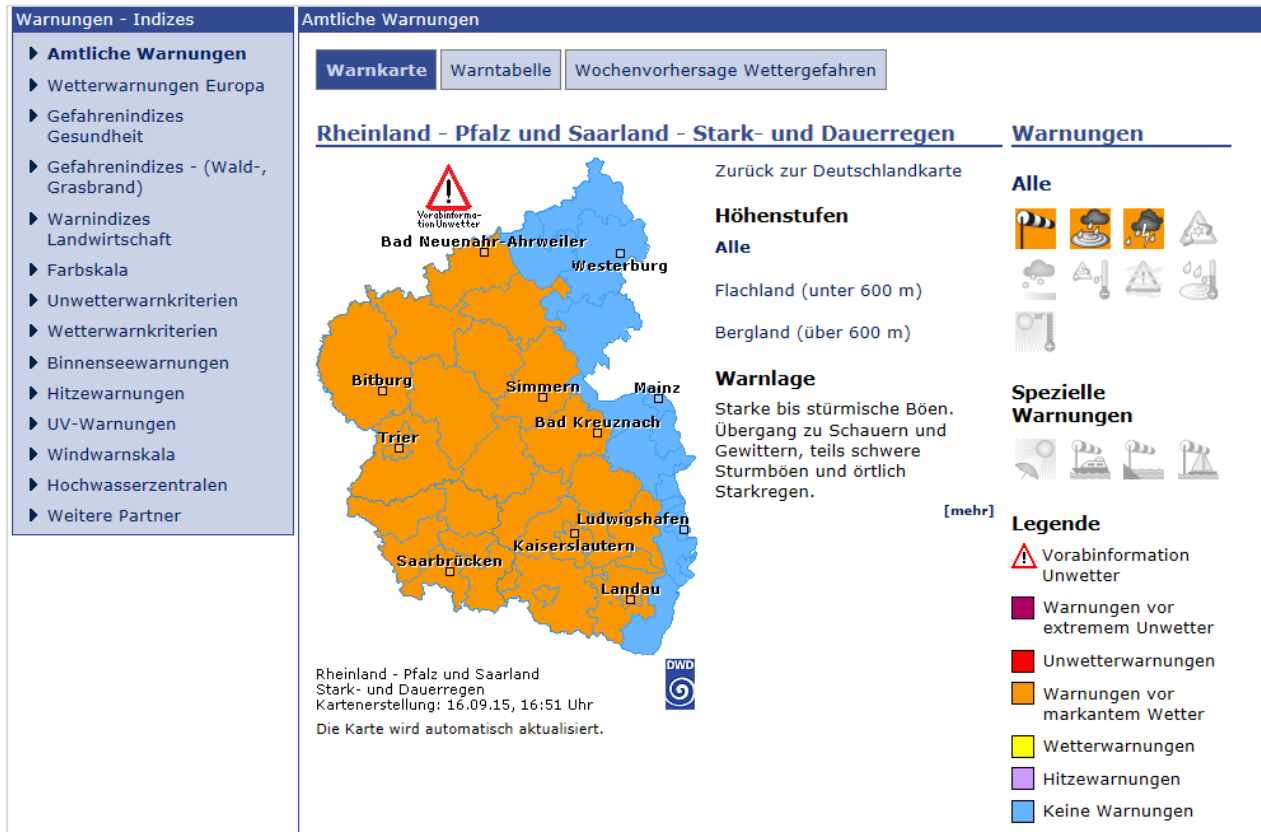 Warnungen - Indizes
Amtliche Warnungen
Wetterwarnungen Europa
Gefahrenindizes
Gesundheit
Gefahrenindizes - (Wald-,
Grasbrand)
Warnindizes
Landwirtschaft
Farbskala
Unwetterwarnkriterien
Wetterwarnkriterien
Binnenseewarnungen
Hitzewarnungen
UV-Warnungen
Windwarnskala
Hochwasserzentralen
Weitere Partner
Amtliche Warnungen
Warnkarte
Warntabelle
Wochenvorhersage Wettergefahren
Rheinland - Pfalz und Saarland - Stark- und Dauerregen
Vorabinforma-
tion Unwetter
Bad Neuenahr-Ahrweiler
Westerburg
Bitburg
Simmern
Mainz
Bad Kreuznach
Trier
Ludwigshafen
Kaiserslautern
Saarbrücken
Landau
DWD
Rheinland - Pfalz und Saarland
Stark- und Dauerregen
Kartenerstellung: 16.09.15, 16:51 Uhr
Die Karte wird automatisch aktualisiert.
Zurück zur Deutschlandkarte
Höhenstufen
Alle
Flachland (unter 600 m)
Bergland (über 600 m)
Warnlage
Starke bis stürmische Böen.
Übergang zu Schauern und
Gewittern, teils schwere
Sturmböen und örtlich
Starkregen.
[mehr]
Warnungen
Alle
30°
Spezielle
Warnungen
Legende
Vorabinformation
Unwetter
Warnungen vor
extremem Unwetter
Unwetterwarnungen
Warnungen vor
markantem Wetter
Wetterwarnungen
Hitzewarnungen
Keine Warnungen